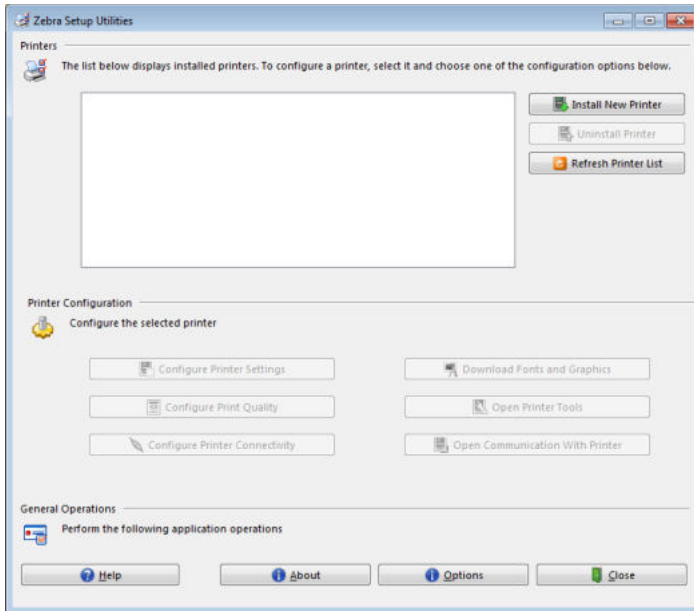 Zebra Setup Utilities
Printers
The list below displays installed printers. To configure a printer, select it and choose one of the configuration options below.
Install New Printer
Uninstall Printer
Refresh Printer List
Printer Configuration
Configure the selected printer
Configure Printer Settings
Download Fonts and Graphics
Configure Print Quality
Open Printer Tools
Configure Printer Connectivity
Open Communication With Printer
General Operations
Perform the following application operations
Help
About
Options
Close